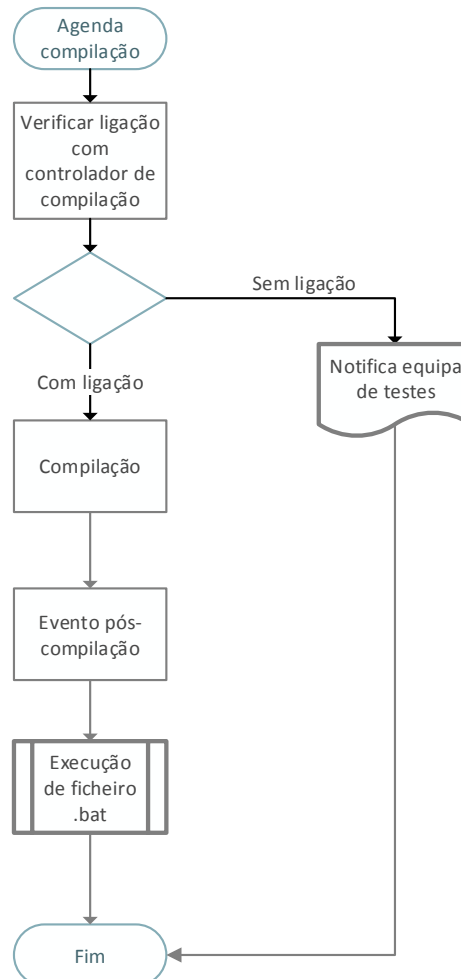 Agenda
compilação
Verificar ligação
com
controlador de
compilação
Sem ligação
Notifica equipa
de testes
Com ligação
Compilação
Evento pós-
compilação
Execução
de ficheiro
.bat
Fim